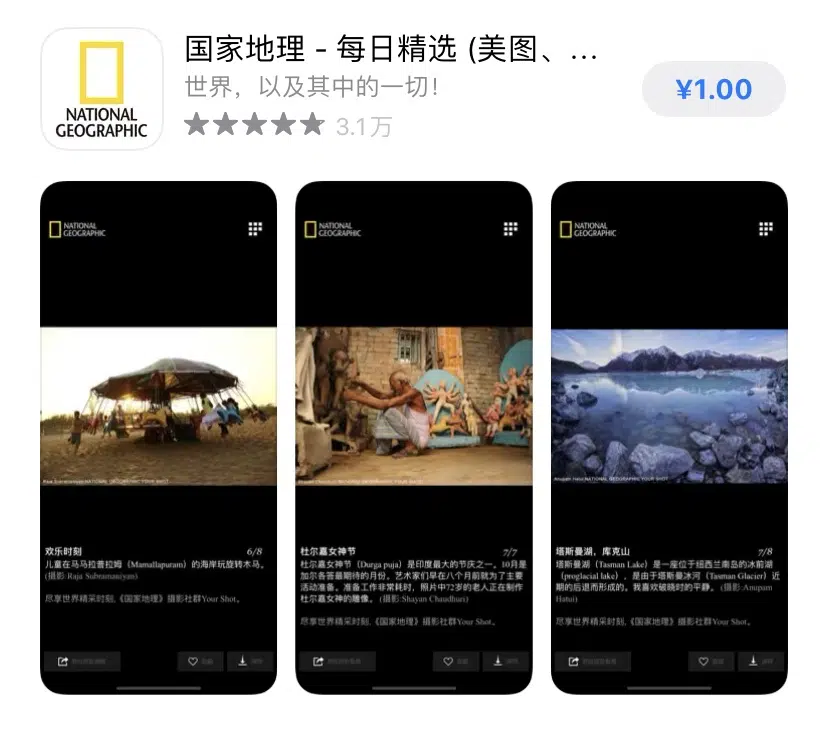 NATIONAL
GEOGRAPHIC
国家地理 - 每日精选 (美图、...
世界，以及其中的一切！
3.1万
¥1.00
NATIONAL
GEOGRAPHIC
欢乐时刻 6/8
儿童在马马拉普拉姆（Mamallapuram）的海岸玩旋转木马。
(摄影:Raja Subramaniyan)
尽享世界精采时刻,《国家地理》摄影社群Your Shot。
NATIONAL
GEOGRAPHIC
杜尔嘉女神节 7/7
杜尔嘉女神节（Durga puja）是印度最大的节庆之一。10月是
加尔各答最期待的月份。艺术家们早在八个月前就为了主要
活动准备。准备工作非常耗时，照片中72岁的老人正在制作
杜尔嘉女神的雕像。 (摄影:Shayan Chaudhuri)
尽享世界精采时刻,《国家地理》摄影社群Your Shot。
NATIONAL
GEOGRAPHIC
Anupam Hatui/NATIONAL GEOGRAPHIC YOUR SHOT
塔斯曼湖，库克山 7/8
塔斯曼湖（Tasman Lake）是一座位于纽西兰南岛的冰前湖
（proglacial lake），是由于塔斯曼冰河（Tasman Glacier）近
期的后退而形成的。我喜欢破晓时的平静。 (摄影:Anupam
Hatui)
尽享世界精采时刻,《国家地理》摄影社群Your Shot。